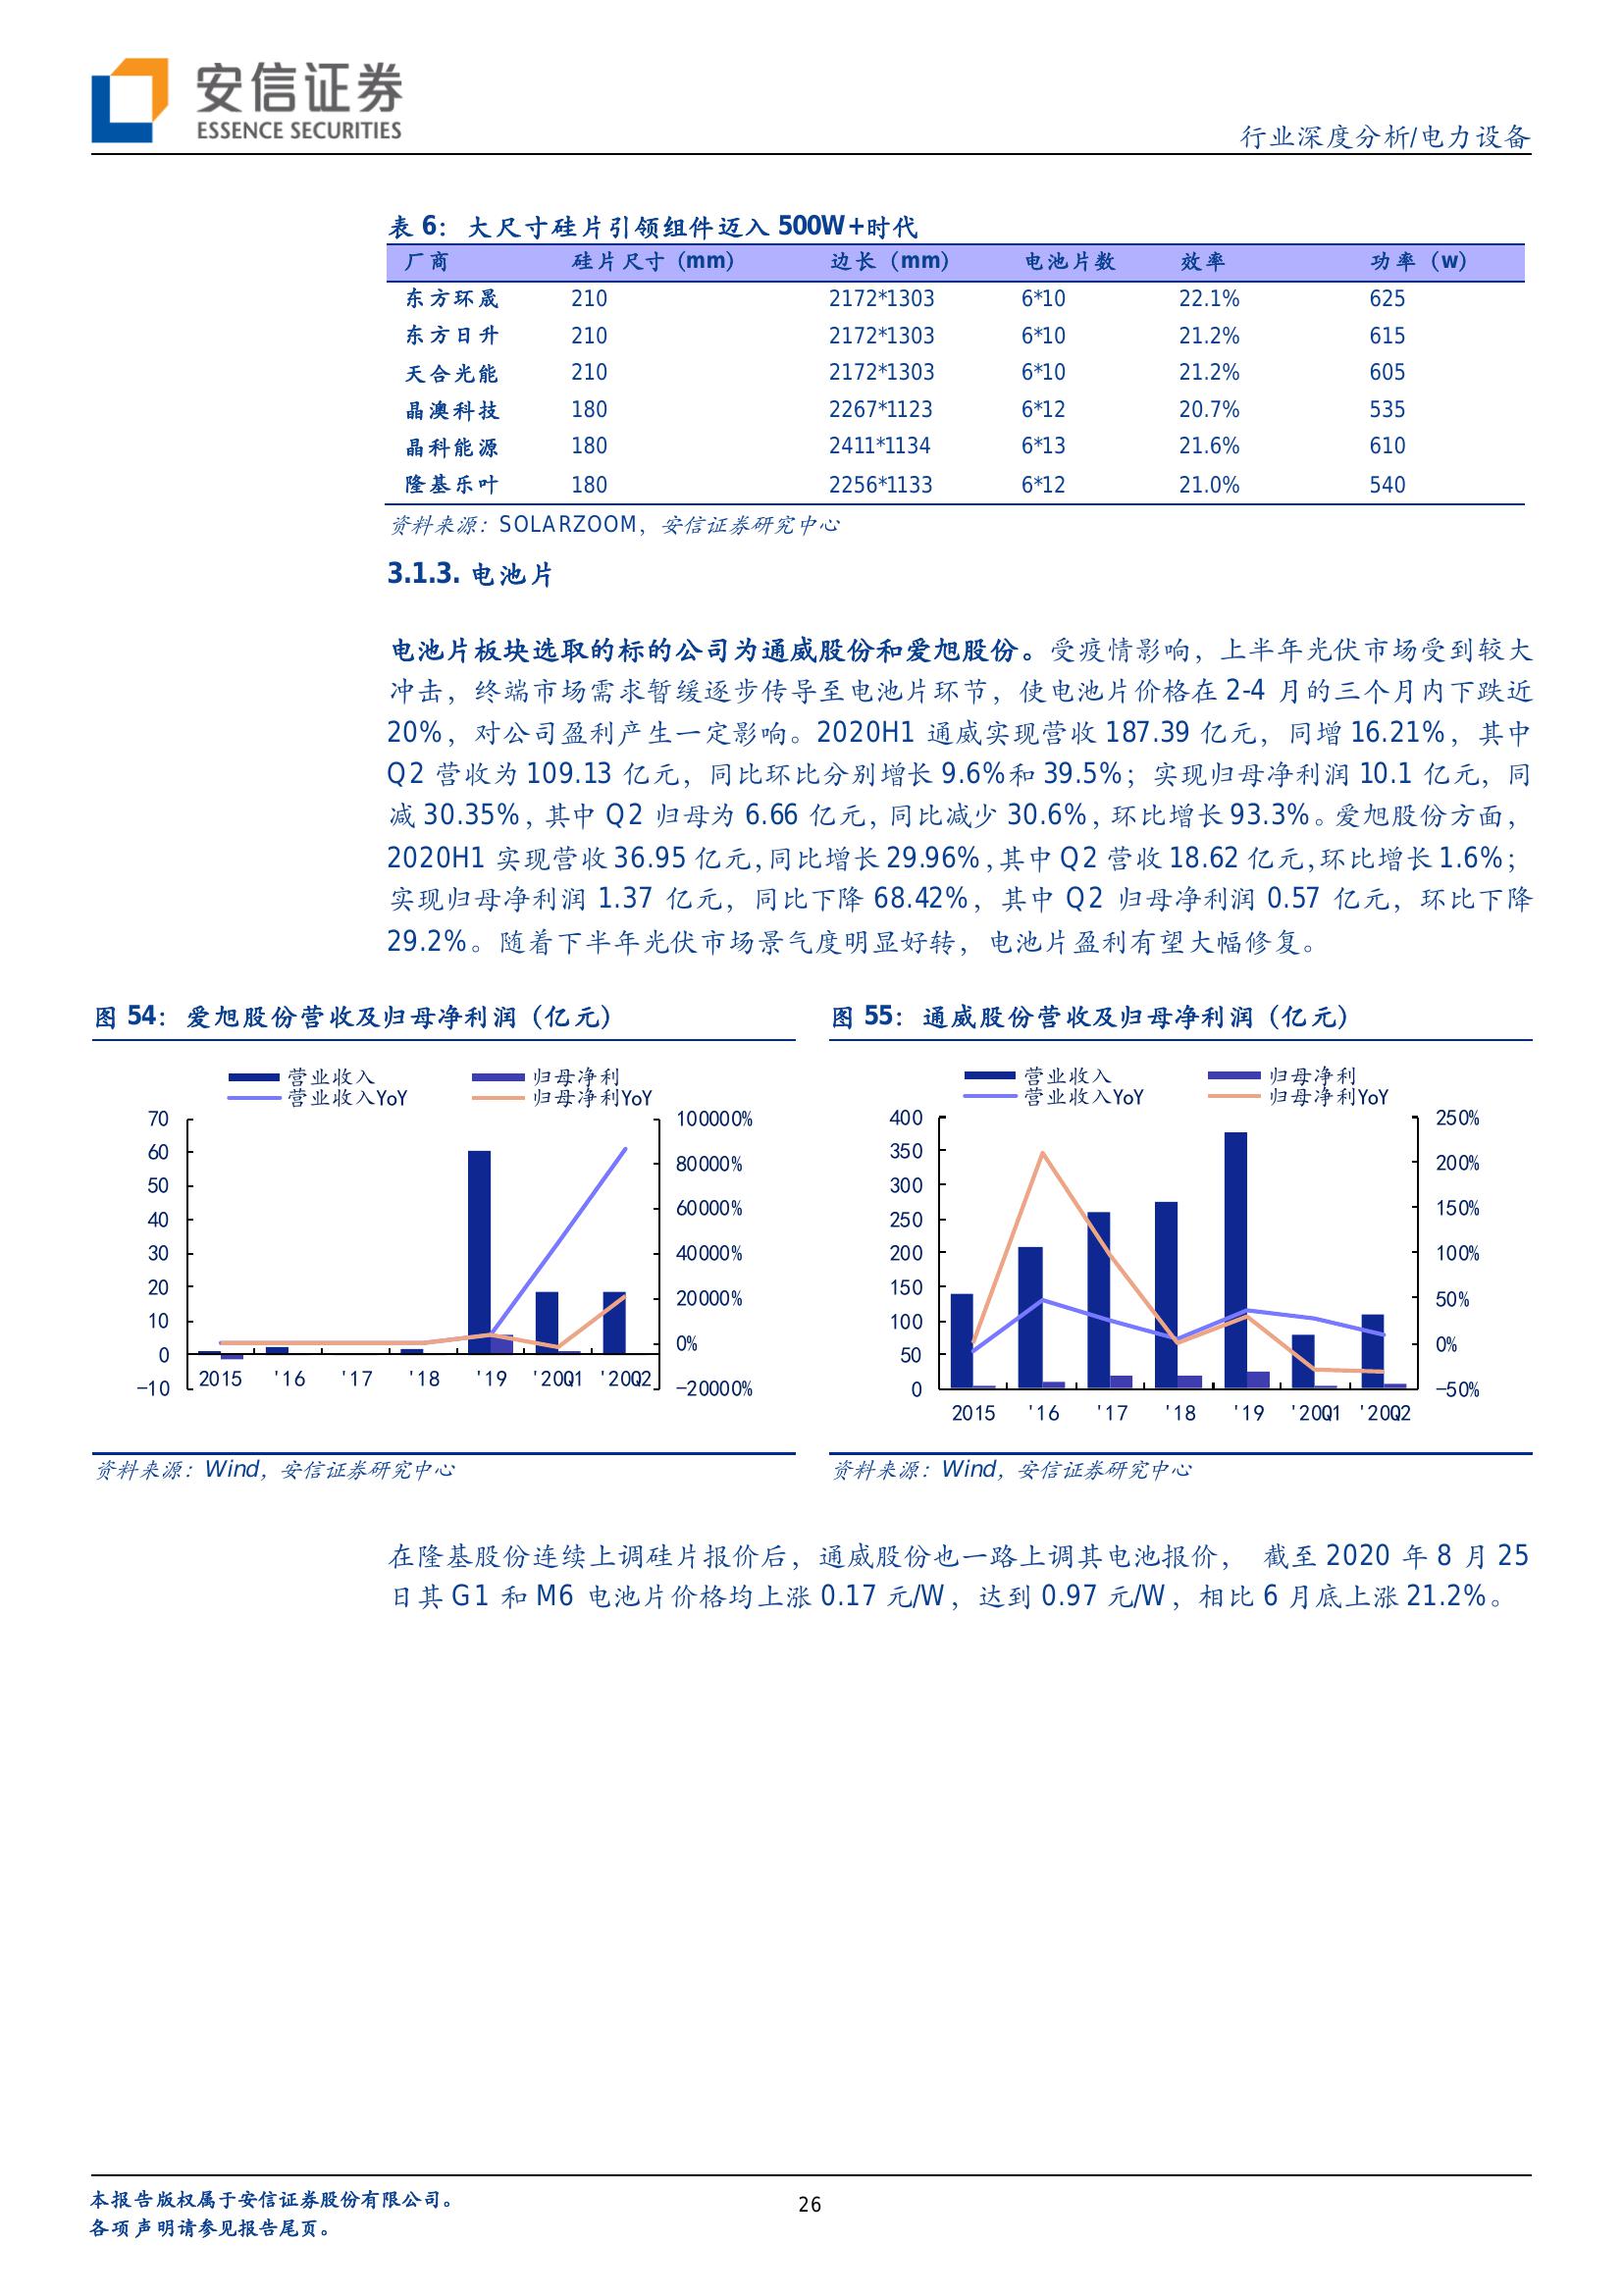 安信证券
ESSENCE SECURITIES
行业深度分析/电力设备
表 6：大尺寸硅片引领组件迈入 500W+时代
厂商 硅片尺寸（mm） 边长（mm） 电池片数 效率 功率（w）
东方环晟 210 2172*1303 6*10 22.1% 625
东方日升 210 2172*1303 6*10 21.2% 615
天合光能 210 2172*1303 6*10 21.2% 605
晶澳科技 180 2267*1123 6*12 20.7% 535
晶科能源 180 2411*1134 6*13 21.6% 610
隆基乐叶 180 2256*1133 6*12 21.0% 540
资料来源：SOLARZOOM，安信证券研究中心
3.1.3. 电池片
电池片板块选取的标的公司为通威股份和爱旭股份。受疫情影响，上半年光伏市场受到较大
冲击，终端市场需求暂缓逐步传导至电池片环节，使电池片价格在 2-4 月的三个月内下跌近
20%，对公司盈利产生一定影响。2020H1 通威实现营收 187.39 亿元，同增 16.21%，其中
Q2 营收为 109.13 亿元，同比环比分别增长 9.6%和 39.5%；实现归母净利润 10.1 亿元，同
减 30.35%，其中 Q2 归母为 6.66 亿元，同比减少 30.6%，环比增长 93.3%。爱旭股份方面，
2020H1 实现营收 36.95 亿元，同比增长 29.96%，其中 Q2 营收 18.62 亿元，环比增长 1.6%；
实现归母净利润 1.37 亿元，同比下降 68.42%，其中 Q2 归母净利润 0.57 亿元，环比下降
29.2%。随着下半年光伏市场景气度明显好转，电池片盈利有望大幅修复。
图 54：爱旭股份营收及归母净利润（亿元）
营业收入 归母净利
营业收入YoY 归母净利YoY
70 100000%
60 80000%
50 60000%
40 40000%
30 20000%
20 0%
10 -20000%
0
-10
2015 '16 '17 '18 '19 '20Q1 '20Q2
资料来源：Wind，安信证券研究中心
图 55：通威股份营收及归母净利润（亿元）
营业收入 归母净利
营业收入YoY 归母净利YoY
400 250%
350 200%
300 150%
250 100%
200 50%
150 0%
100 -50%
50
0
2015 '16 '17 '18 '19 '20Q1 '20Q2
资料来源：Wind，安信证券研究中心
在隆基股份连续上调硅片报价后，通威股份也一路上调其电池报价， 截至 2020 年 8 月 25
日其 G1 和 M6 电池片价格均上涨 0.17 元/W，达到 0.97 元/W，相比 6 月底上涨 21.2%。
本报告版权属于安信证券股份有限公司。
各项声明请参见报告尾页。
26